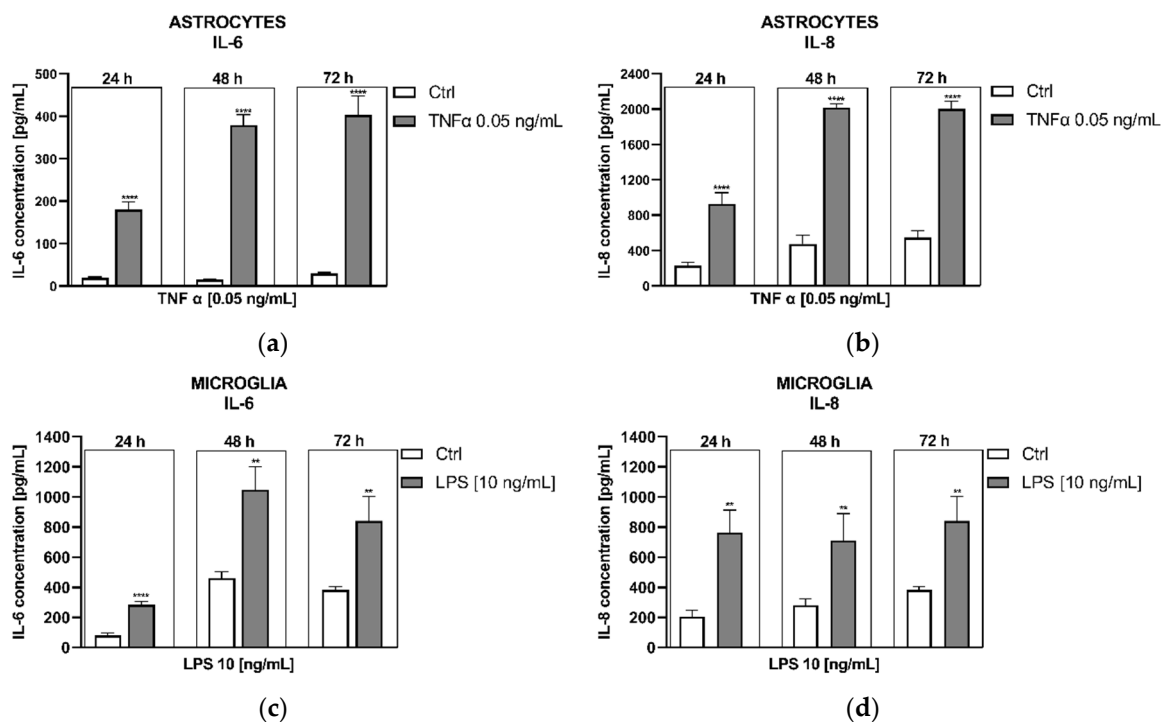 ASTROCYTES
IL-6
24 h 48 h 72 h
500
400
300
200
100
0
IL-6 concentration [pg/mL]
**** **** ****
Ctrl
TNFα 0.05 ng/mL
TNF α [0.05 ng/mL]
(a)
ASTROCYTES
IL-8
24 h 48 h 72 h
2400
2000
1600
1200
800
400
0
IL-8 concentration [pg/mL]
**** **** ****
Ctrl
TNFα 0.05 ng/mL
TNF α [0.05 ng/mL]
(b)
MICROGLIA
IL-6
24 h 48 h 72 h
1400
1200
1000
800
600
400
200
0
IL-6 concentration [pg/mL]
**** ** **
Ctrl
LPS [10 ng/mL]
LPS 10 [ng/mL]
(c)
MICROGLIA
IL-8
24 h 48 h 72 h
1400
1200
1000
800
600
400
200
0
IL-8 concentration [pg/mL]
** ** **
Ctrl
LPS [10 ng/mL]
LPS 10 [ng/mL]
(d)